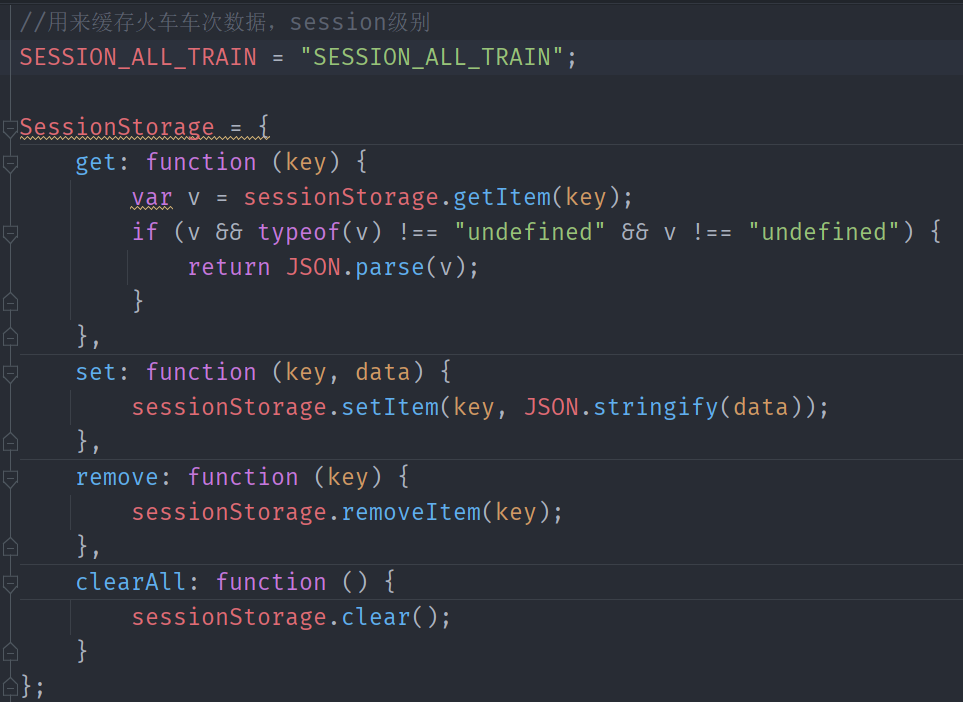 //用来缓存火车车次数据，session级别
SESSION_ALL_TRAIN = "SESSION_ALL_TRAIN";
SessionStorage = {
    get: function (key) {
        var v = sessionStorage.getItem(key);
        if (v && typeof(v) !== "undefined" && v !== "undefined") {
            return JSON.parse(v);
        }
    },
    set: function (key, data) {
        sessionStorage.setItem(key, JSON.stringify(data));
    },
    remove: function (key) {
        sessionStorage.removeItem(key);
    },
    clearAll: function () {
        sessionStorage.clear();
    }
};